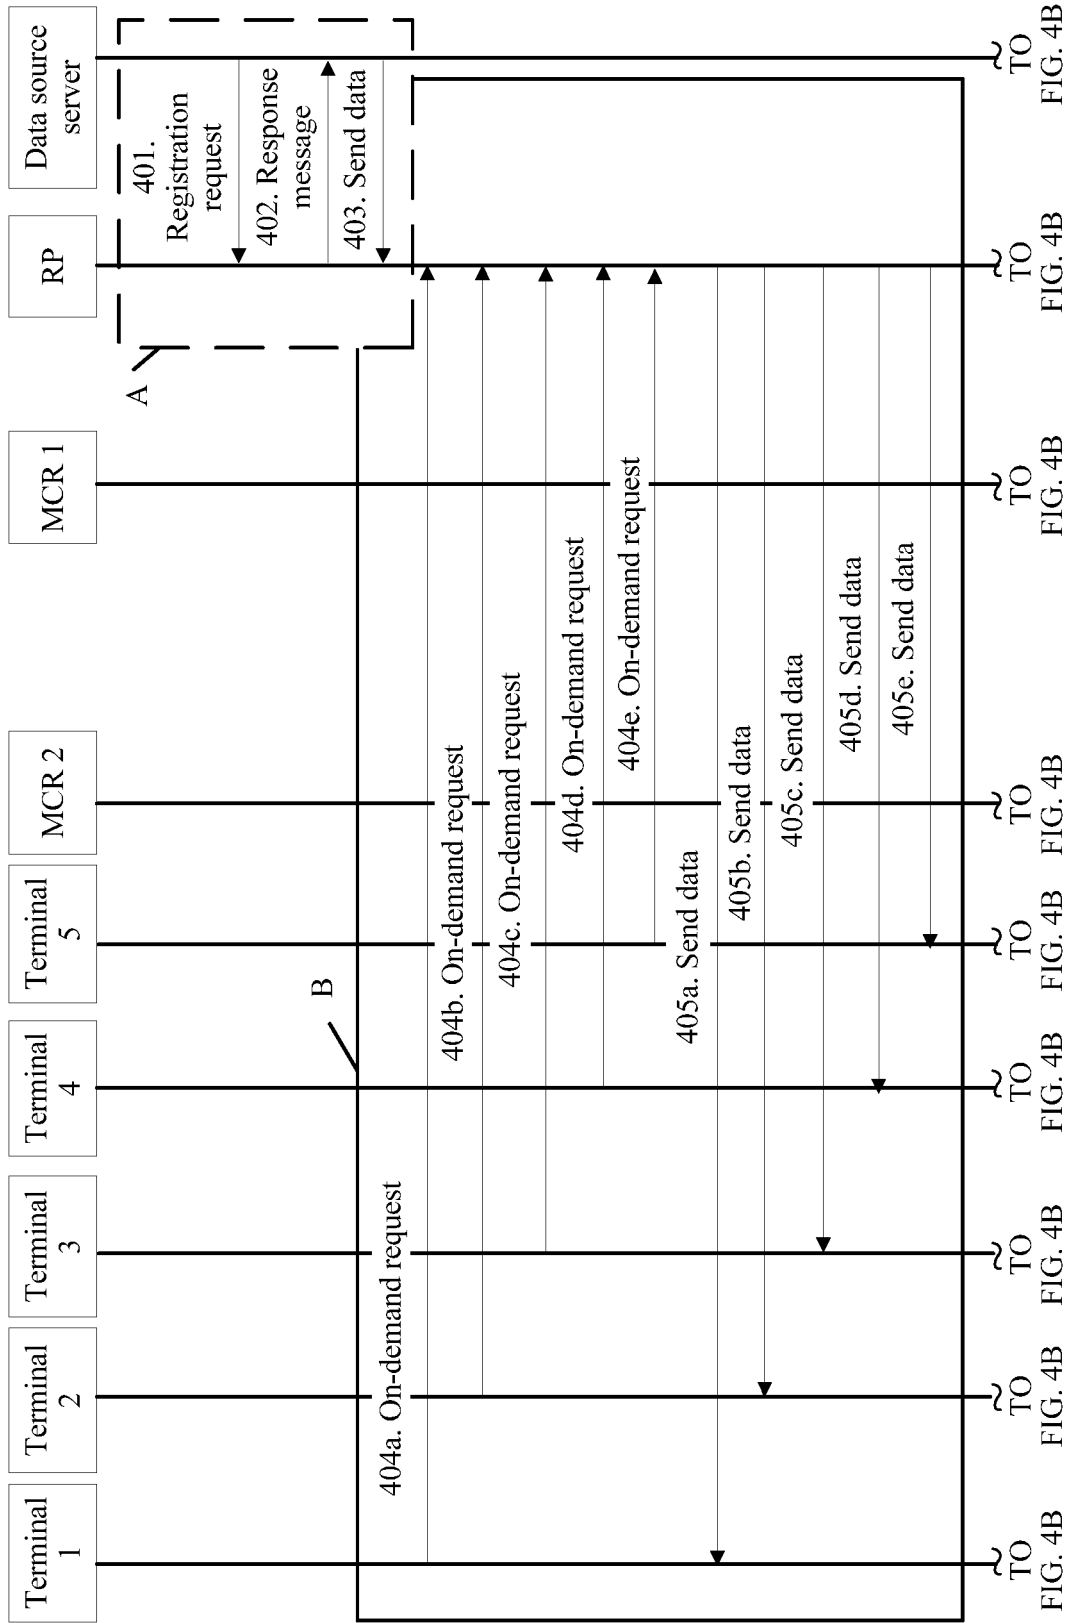 Terminal
1
Terminal
2
Terminal
3
Terminal
4
Terminal
5
MCR 2
MCR 1
RP
Data source
server
A
401.
Registration
request
402. Response
message
403. Send data
B
404a. On-demand request
404b. On-demand request
404c. On-demand request
404d. On-demand request
404e. On-demand request
405a. Send data
405b. Send data
405c. Send data
405d. Send data
405e. Send data
TO
FIG. 4B
TO
FIG. 4B
TO
FIG. 4B
TO
FIG. 4B
TO
FIG. 4B
TO
FIG. 4B
TO
FIG. 4B
TO
FIG. 4B
TO
FIG. 4B